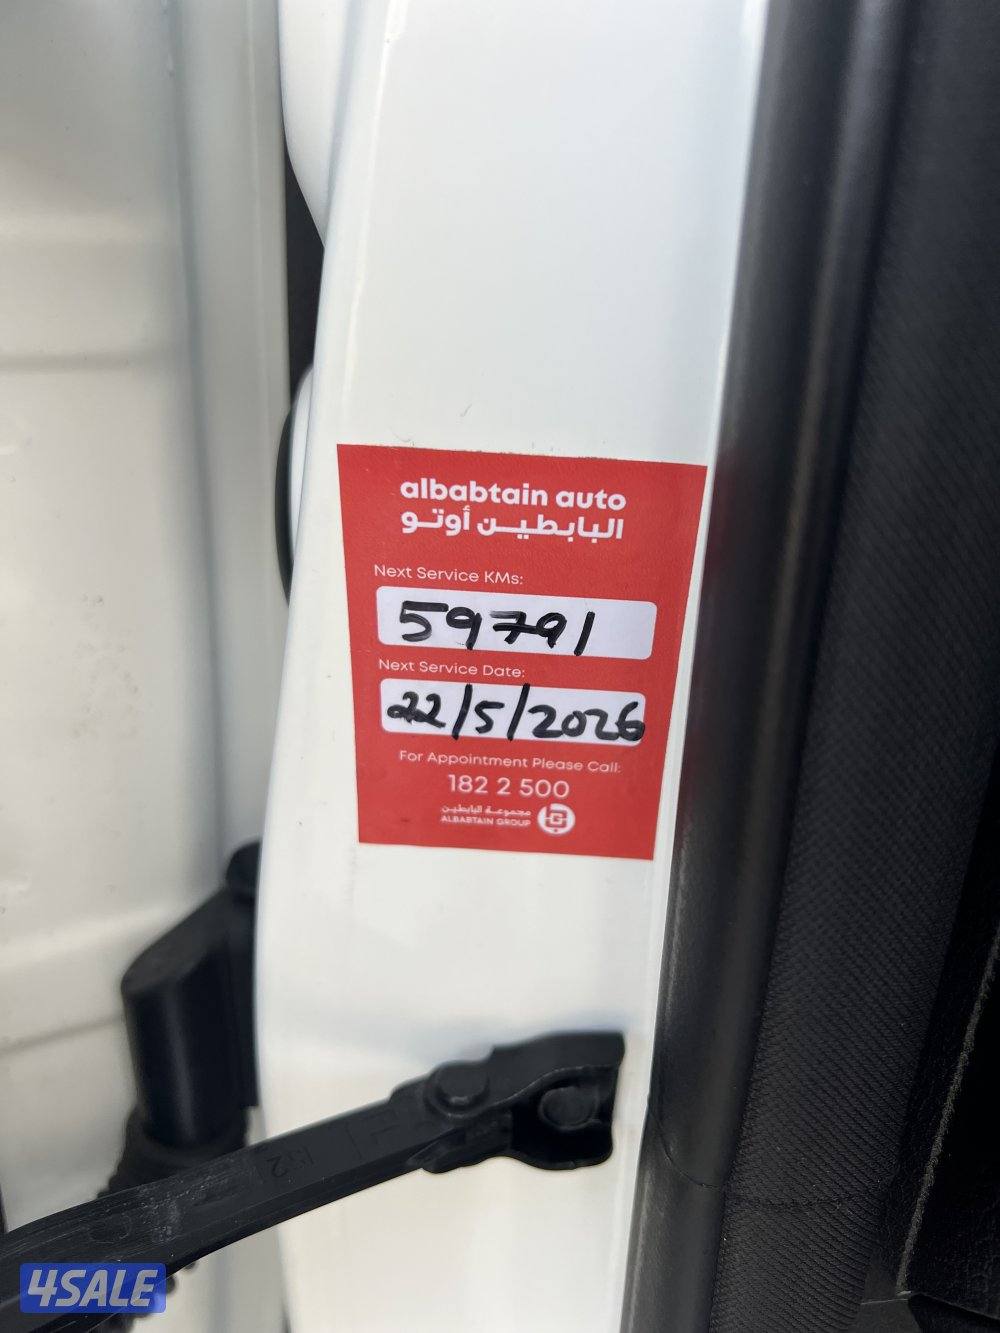 albabtain auto
البابطين أوتو
Next Service KMs:
59791
Next Service Date:
22/5/2026
For Appointment Please Call:
182 2 500
مجموعة البابطين
ALBABTAIN GROUP
152
4SALE